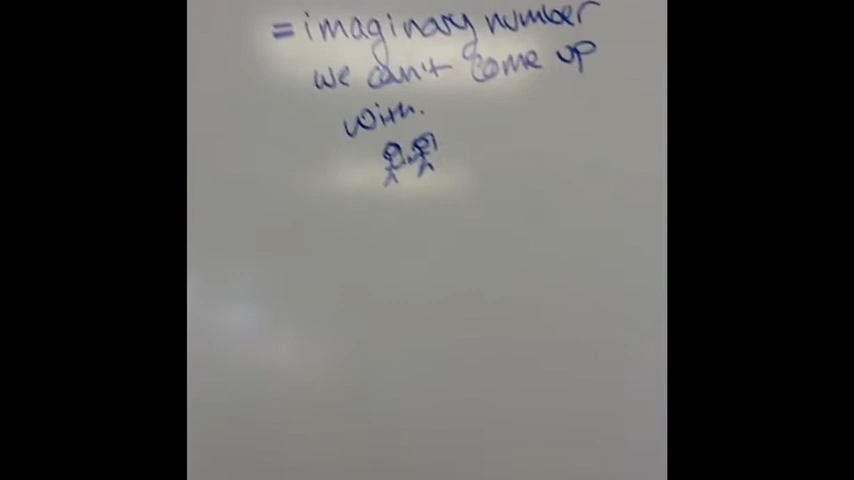 = imaginary number
we can't come up
with.